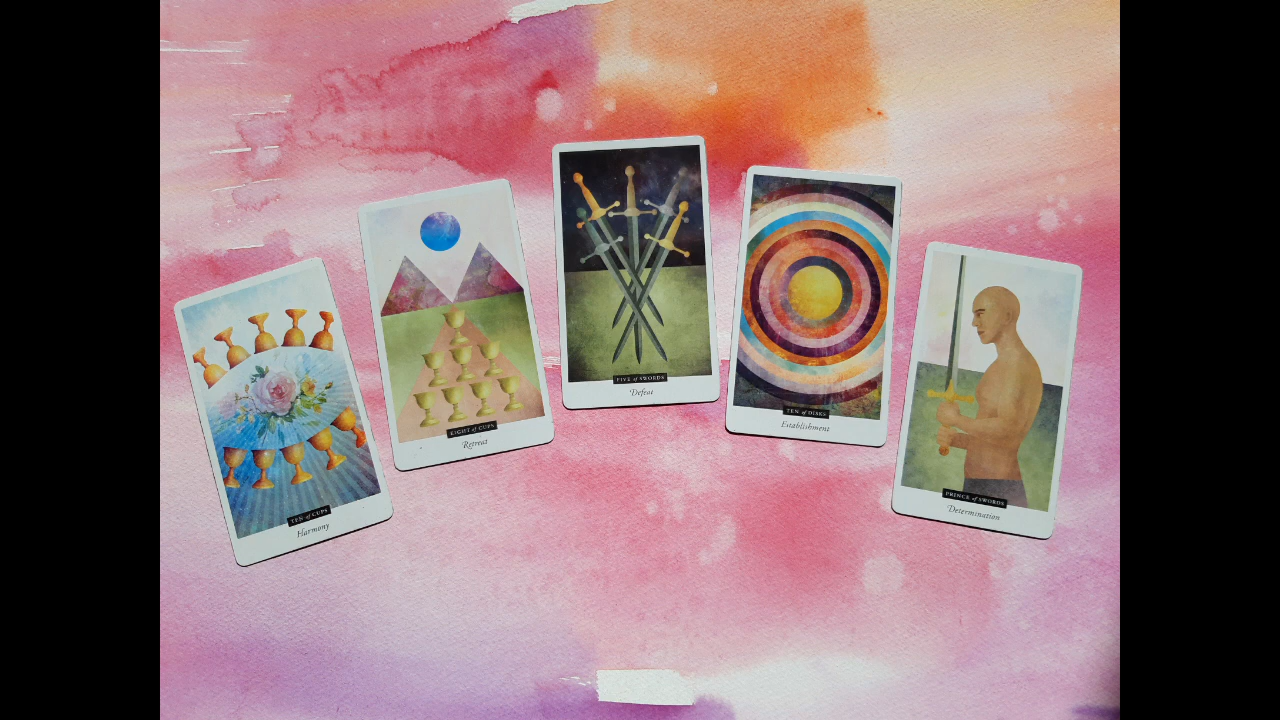 TEN of CUPS
Harmony
EIGHT of CUPS
Retreat
FIVE of SWORDS
Defeat
TEN of DISKS
Establishment
PRINCE of SWORDS
Determination